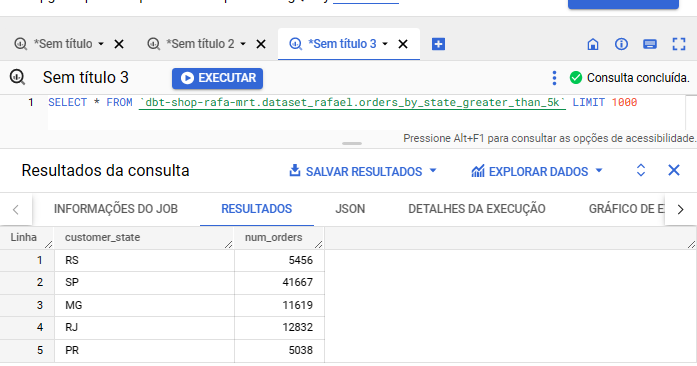 *Sem título
*Sem título 2
*Sem título 3
Sem título 3
EXECUTAR
Consulta concluída.
1 SELECT * FROM `dbt-shop-rafa-mrt.dataset_rafael.orders_by_state_greater_than_5k` LIMIT 1000
Pressione Alt+F1 para consultar as opções de acessibilidade.
Resultados da consulta
SALVAR RESULTADOS
EXPLORAR DADOS
INFORMAÇÕES DO JOB
RESULTADOS
JSON
DETALHES DA EXECUÇÃO
GRÁFICO DE E
Linha customer_state num_orders
1 RS 5456
2 SP 41667
3 MG 11619
4 RJ 12832
5 PR 5038